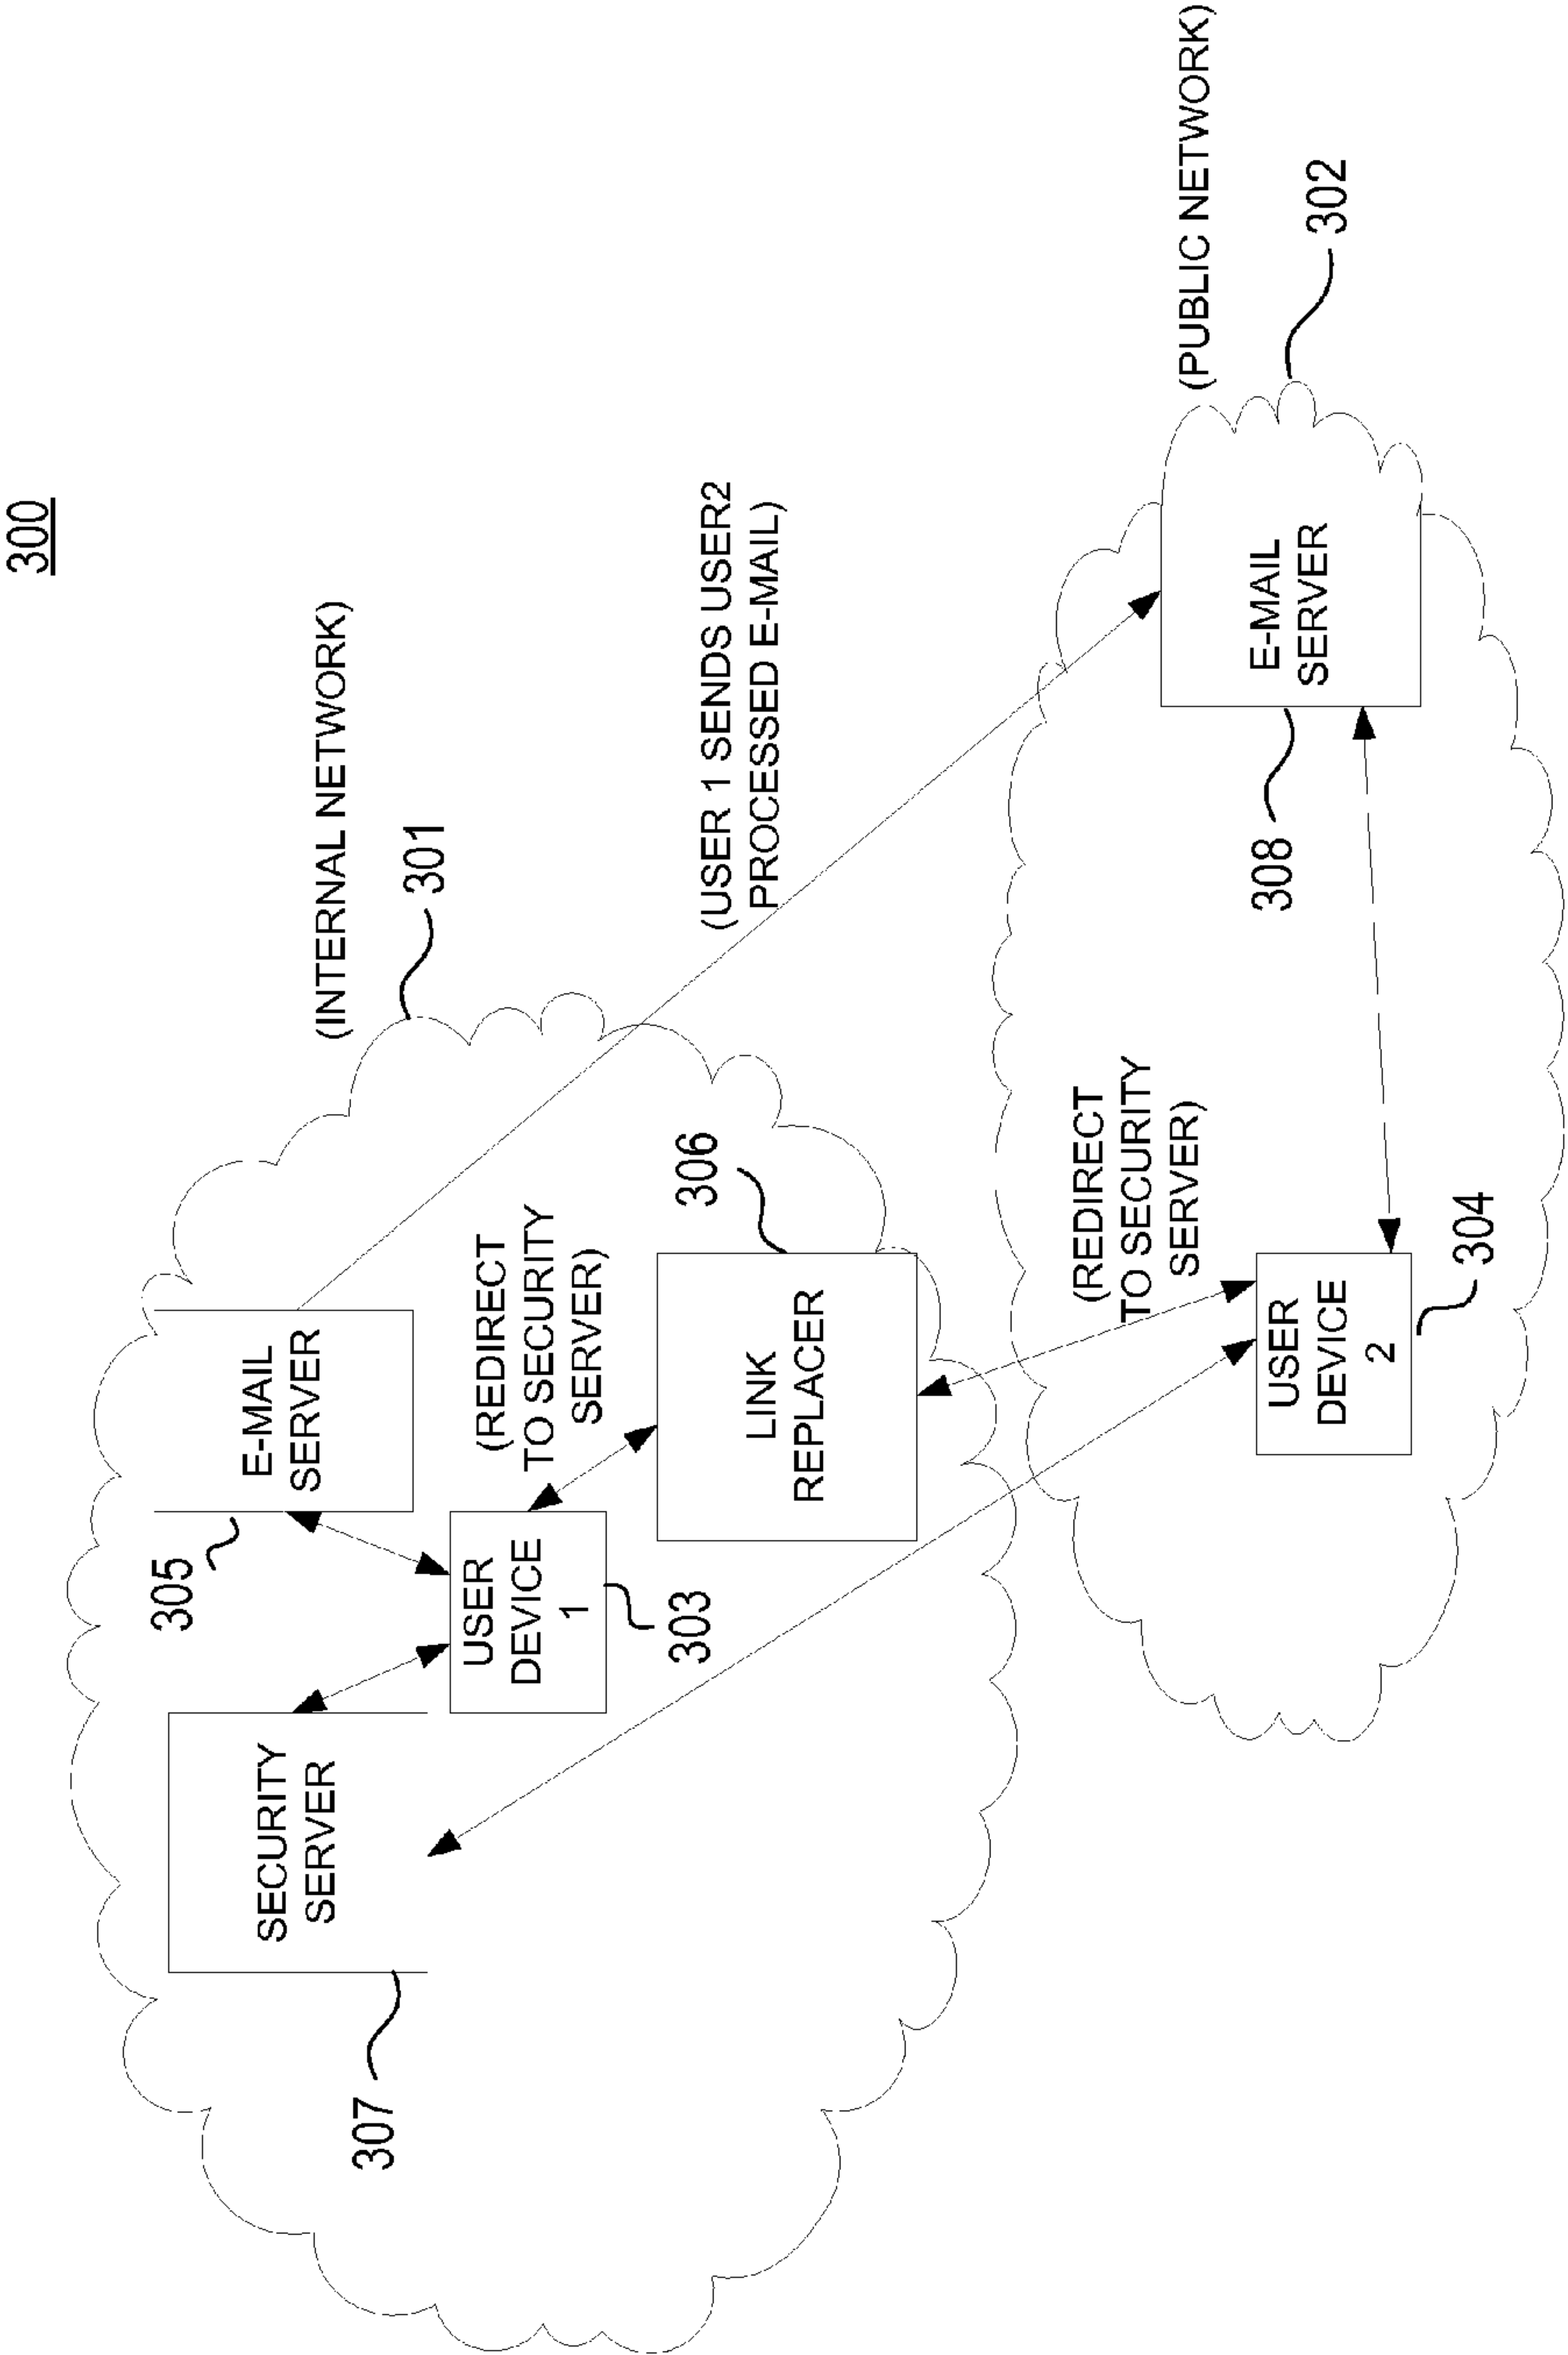 300
(INTERNAL NETWORK)
301
(USER 1 SENDS USER2
PROCESSED E-MAIL)
(PUBLIC NETWORK)
302
307
SECURITY
SERVER
305
E-MAIL
SERVER
USER
DEVICE
1
303
(REDIRECT
TO SECURITY
SERVER)
306
LINK
REPLACER
(REDIRECT
TO SECURITY
SERVER)
USER
DEVICE
2
304
308
E-MAIL
SERVER